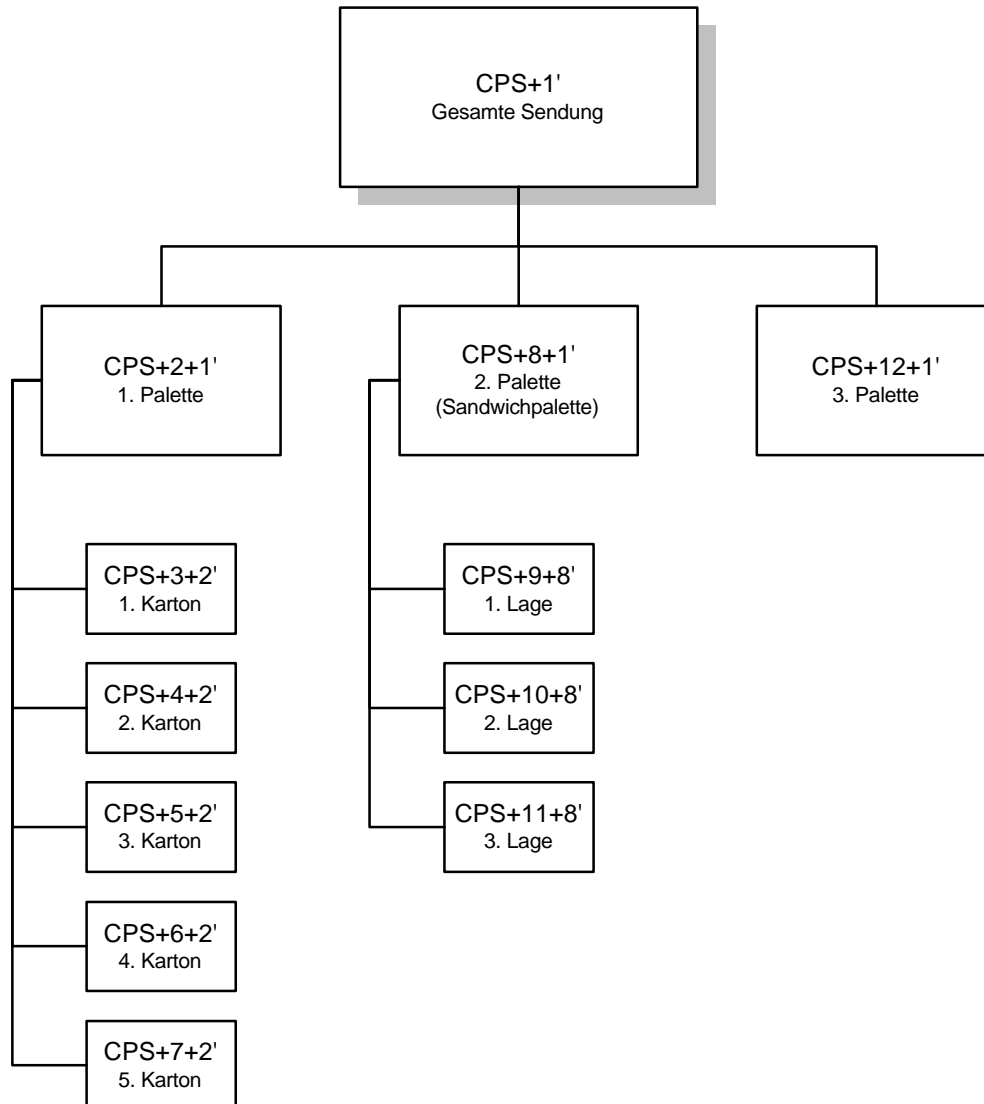 CPS+1'
Gesamte Sendung
CPS+2+1'
1. Palette
CPS+8+1'
2. Palette
(Sandwichpalette)
CPS+12+1'
3. Palette
CPS+3+2'
1. Karton
CPS+4+2'
2. Karton
CPS+5+2'
3. Karton
CPS+6+2'
4. Karton
CPS+7+2'
5. Karton
CPS+9+8'
1. Lage
CPS+10+8'
2. Lage
CPS+11+8'
3. Lage